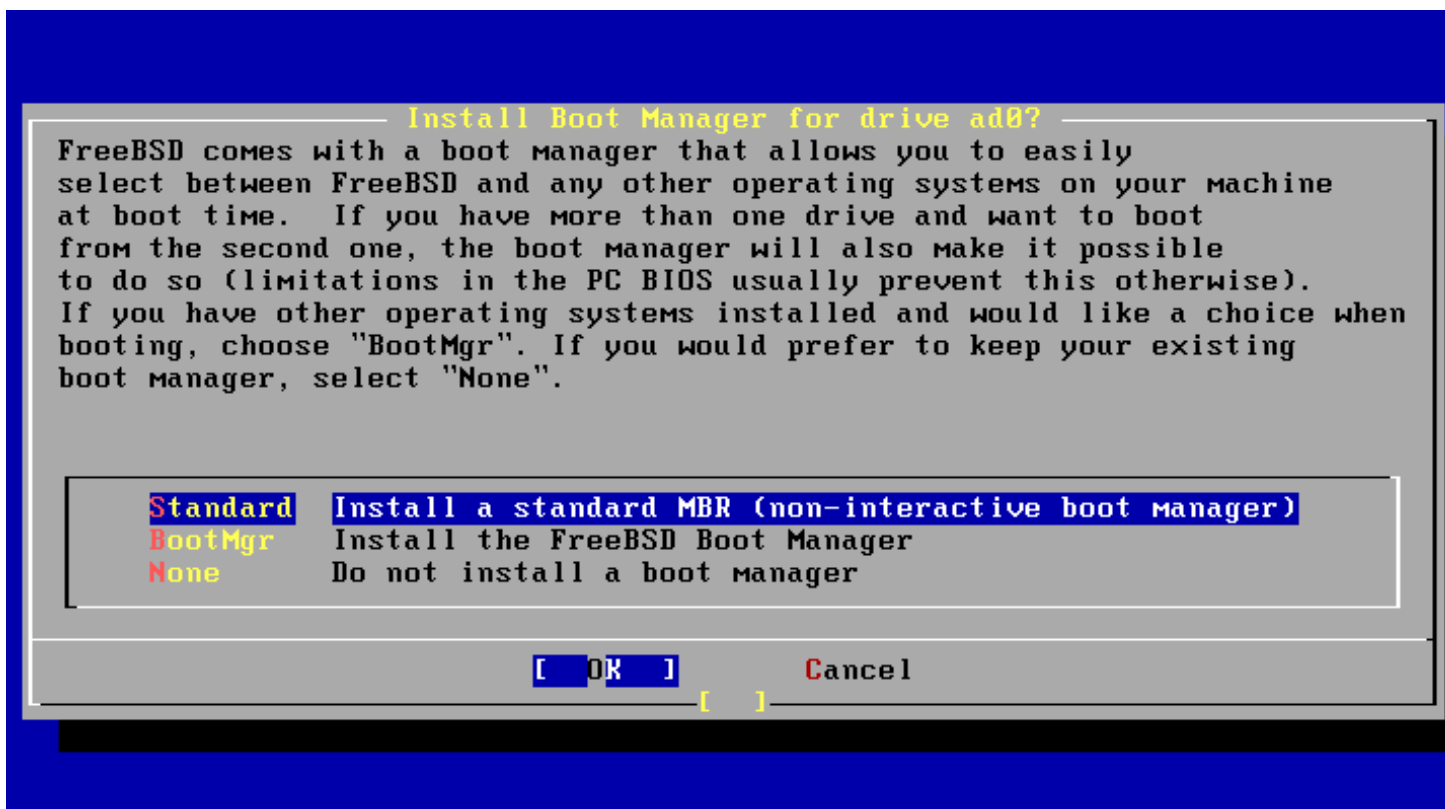 Install Boot Manager for drive ad0?
FreeBSD comes with a boot manager that allows you to easily
select between FreeBSD and any other operating systems on your machine
at boot time.  If you have more than one drive and want to boot
from the second one, the boot manager will also make it possible
to do so (limitations in the PC BIOS usually prevent this otherwise).
If you have other operating systems installed and would like a choice when
booting, choose "BootMgr". If you would prefer to keep your existing
boot manager, select "None".
Standard  Install a standard MBR (non-interactive boot manager)
BootMgr   Install the FreeBSD Boot Manager
None      Do not install a boot manager
[  OK  ]       Cancel
[  ]